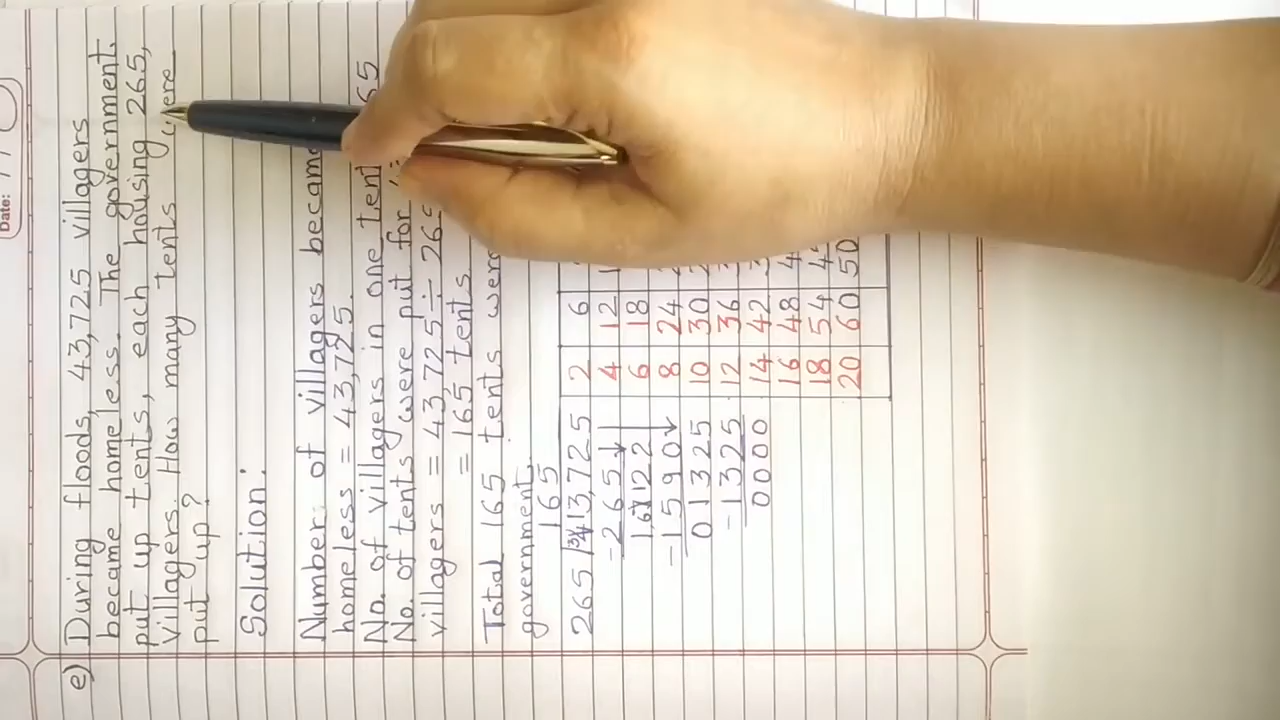 Date:
e) During floods, 43,725 villagers
became homeless. The government
put up tents, each housing 265,
villagers. How many tents were
put up?
Solution:
Number of villagers became
homeless = 43,725.
No. of villagers in one tent 65
No. of tents were put for
villagers = 43,725 ÷ 265
= 165 tents.
Total 165 tents were
government.
165
265 43,725 2 6
-265 4 12
16122 6 18
-1590 8 24
01325 10 30
-1325 12 36
0000 14 42
16 48
18 54
20 60 50